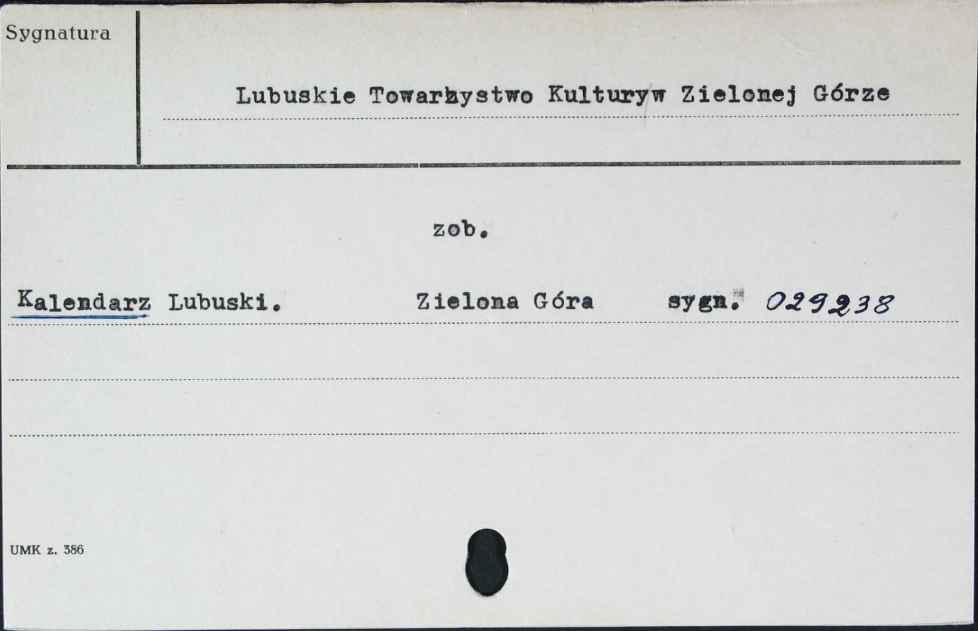 Sygnatura
Lubuskie Towarzystwo Kulturyw Zielonej Górze
zob.
Kalendarz Lubuski. Zielona Góra sygn. 029238
UMK z. 386